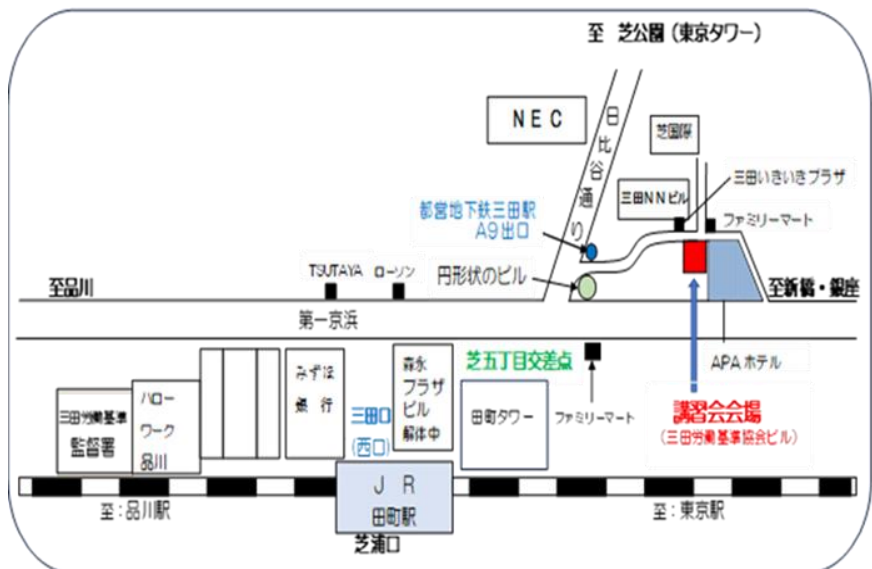 至 芝公園（東京タワー）
NEC
日比谷通り
芝国際
三田いきいきプラザ
三田NNビル
ファミリーマート
都営地下鉄三田駅
A9出口
TSUTAYA
ローソン
円形状のビル
至品川
至新橋・銀座
第一京浜
APAホテル
芝五丁目交差点
ファミリーマート
講習会会場
（三田労働基準協会ビル）
三田労働基準
監督署
ハロー
ワーク
品川
みずほ
銀 行
三田口
（西口）
森永
プラザ
ビル
解体中
田町タワー
JR
田町駅
芝浦口
至：品川駅
至：東京駅